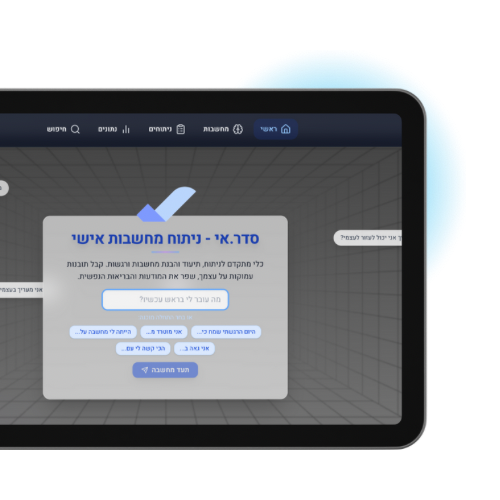 ראשי מחשבות ניתוחים נתונים חיפוש
אני יכול לעזור לעצמי?
סדר.אי - ניתוח מחשבות אישי
כלי מתקדם לניתוח, תיעוד והבנת מחשבות ורגשות. קבל תובנות
עמוקות על עצמך, שפר את המודעות והבריאות הנפשית.
אני מעריך בעצמי
מה עובר לי בראש עכשיו?
היום הרגשתי שמח כי... אני מוטרד מ... הייתה לי מחשבה על...
אני גאה ב... הכי קשה לי עם...
תעד מחשבה